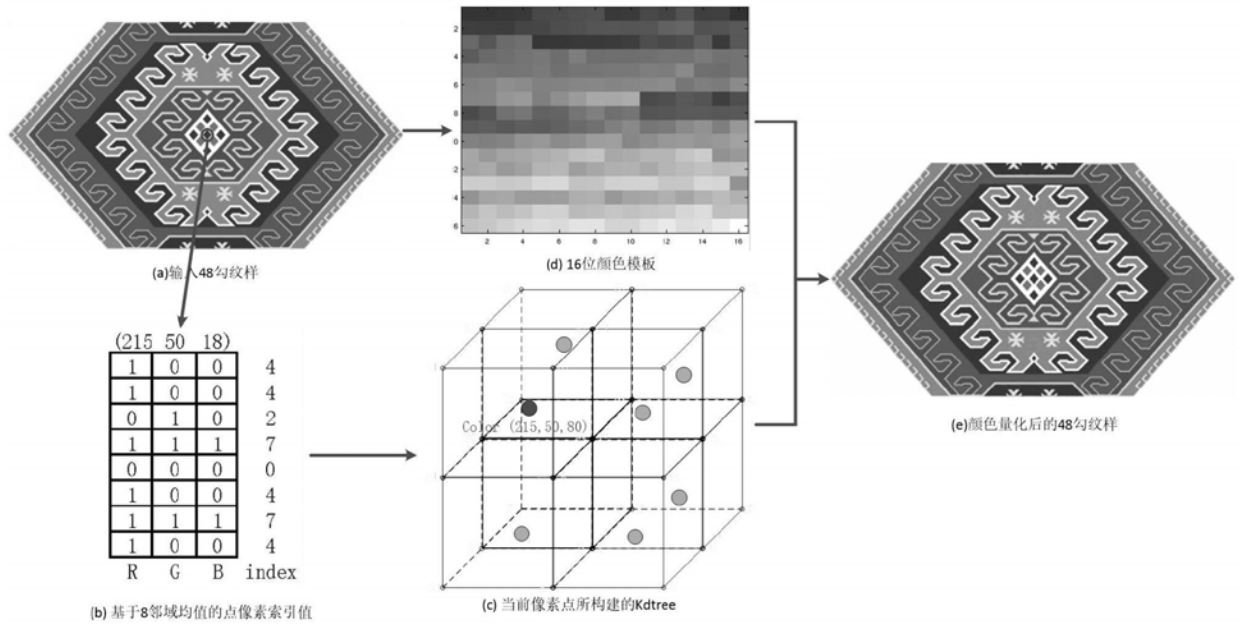 2
4
6
8
0
2
4
6
2 4 6 8 10 12 14 16
(a)输入48勾纹样
(d) 16位颜色模板
(215 50 18)
1 0 0 4
1 0 0 4
0 1 0 2
1 1 1 7
0 0 0 0
1 0 0 4
1 1 1 7
1 0 0 4
R G B index
(b) 基于8邻域均值的点像素索引值
Color (215,50,80)
(c) 当前像素点所构建的Kdtree
(e)颜色量化后的48勾纹样